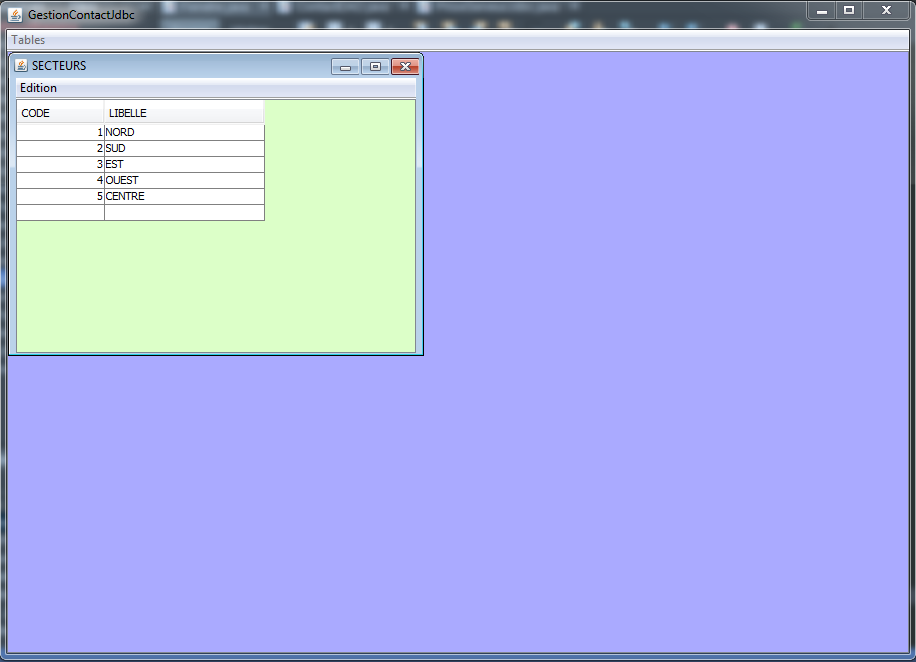 GestionContactJdbc
Tables
SECTEURS
Edition
CODE LIBELLE
1 NORD
2 SUD
3 EST
4 OUEST
5 CENTRE